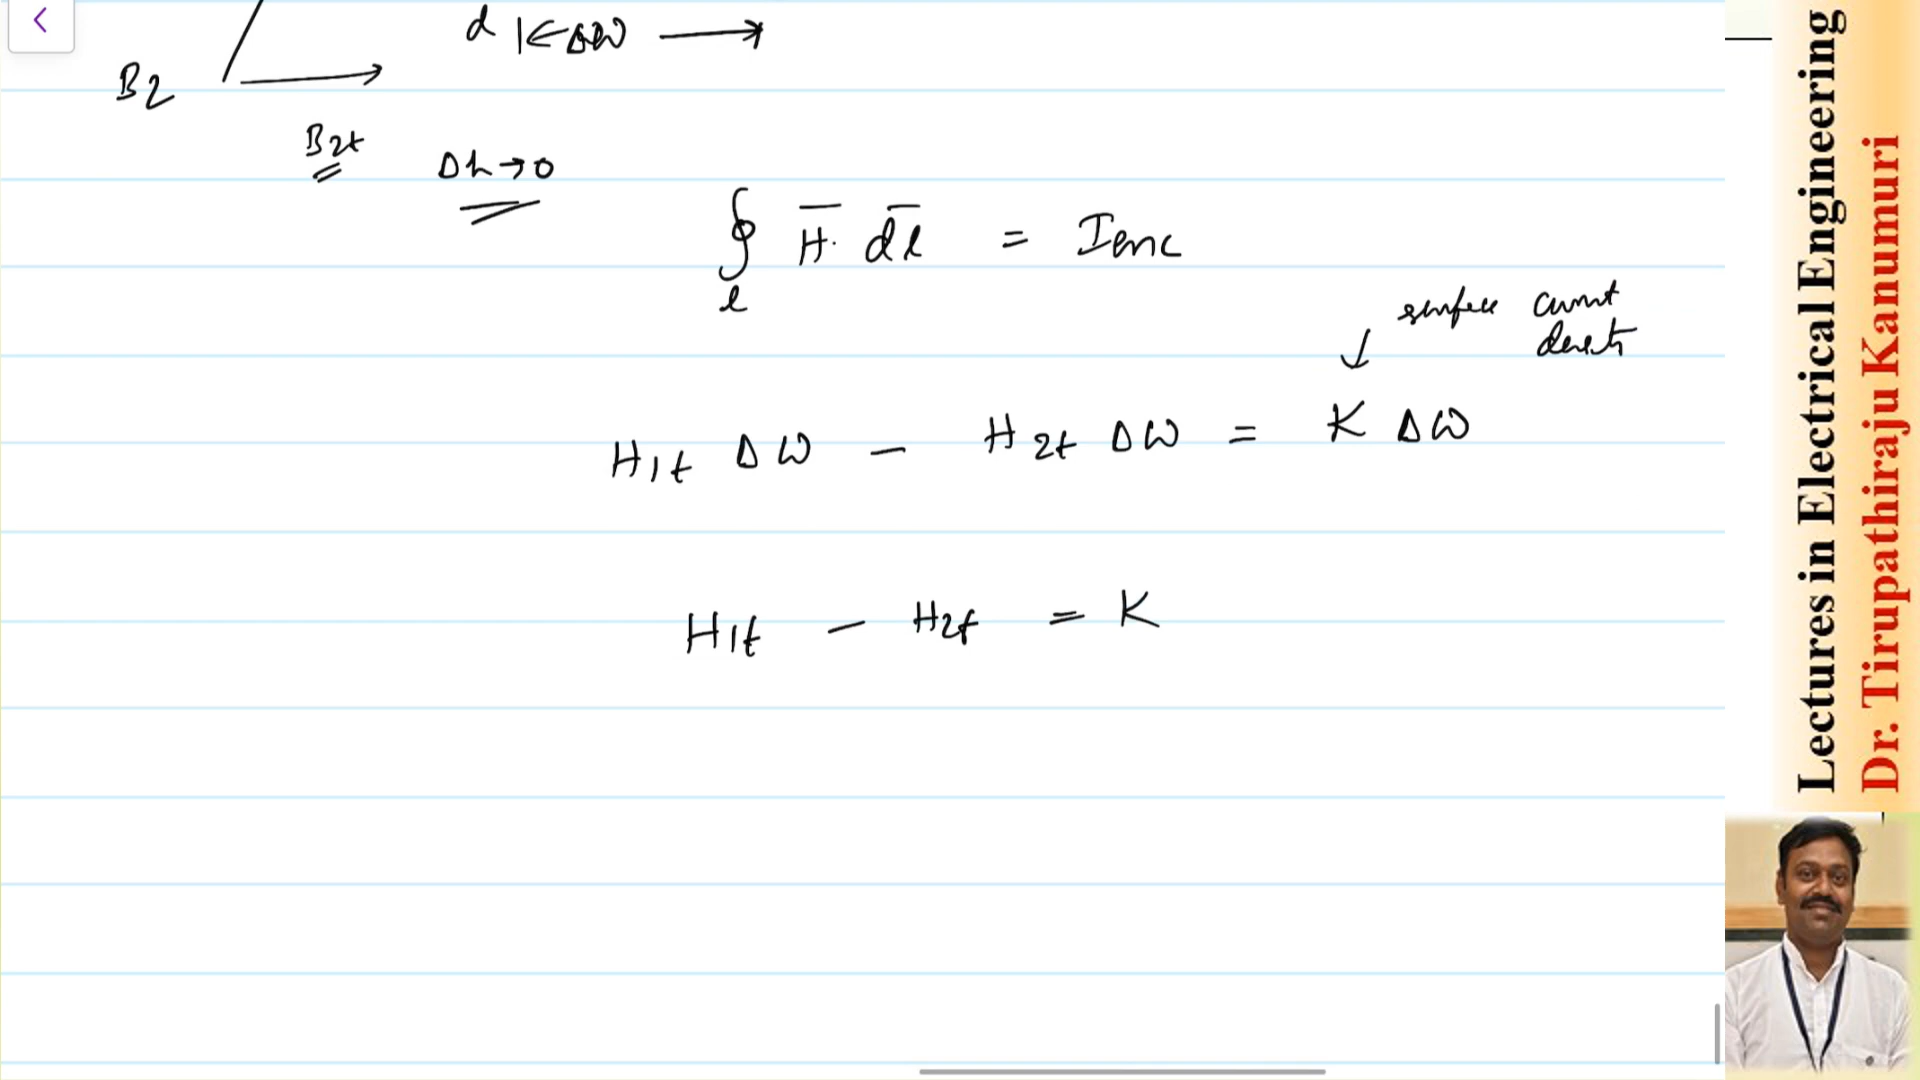 d |← ΔW →
B2
B2t
Δh → 0
∮ H̅ · d̅l̅ = Ienc
l
surface current
density
↓
H1t ΔW − H2t ΔW = K ΔW
H1t − H2t = K
Lectures in Electrical Engineering
Dr. Tirupathiraju Kanumuri